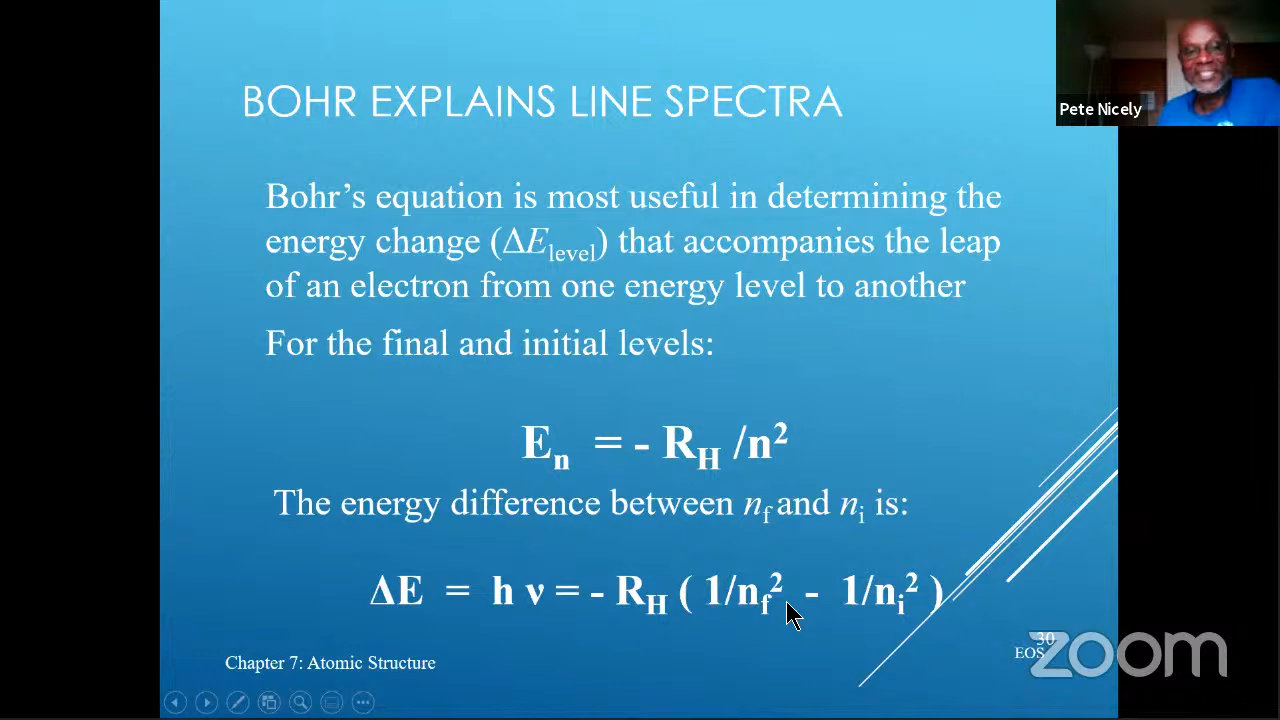 BOHR EXPLAINS LINE SPECTRA
Pete Nicely
Bohr’s equation is most useful in determining the
energy change (ΔE_level) that accompanies the leap
of an electron from one energy level to another
For the final and initial levels:
E_n = - R_H /n²
The energy difference between n_f and n_i is:
ΔE = h ν = - R_H ( 1/n_f² - 1/n_i² )
30
EOS
zoom
Chapter 7: Atomic Structure